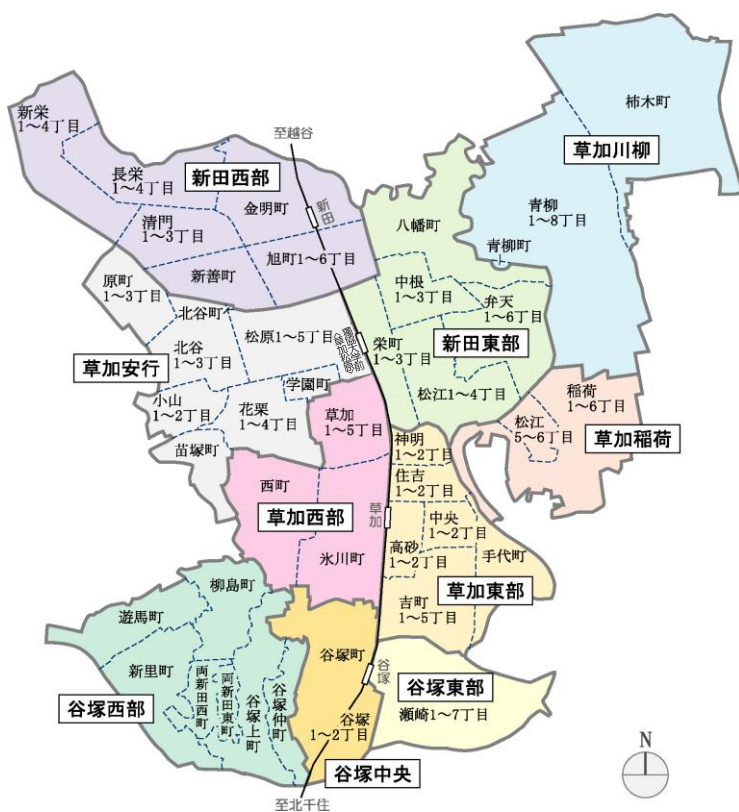 新栄
1〜4丁目
至越谷
柿木町
草加川柳
長栄
1〜4丁目
新田西部
金明町
新田
清門
1〜3丁目
旭町1〜6丁目
新善町
八幡町
青柳
1〜8丁目
青柳町
原町
1〜3丁目
北谷町
松原1〜5丁目
獨協大学前
(草加松原)
中根
1〜3丁目
弁天
1〜6丁目
新田東部
栄町
1〜3丁目
北谷
1〜3丁目
草加安行
学園町
松江1〜4丁目
稲荷
1〜6丁目
小山
1〜2丁目
花栗
1〜4丁目
草加
1〜5丁目
松江
5〜6丁目
草加稲荷
神明
1〜2丁目
苗塚町
住吉
1〜2丁目
西町
草加西部
草加
中央
1〜2丁目
高砂
1〜2丁目
手代町
氷川町
草加東部
吉町
1〜5丁目
柳島町
遊馬町
谷塚町
谷塚
新里町
両新田西町
両新田東町
谷塚上町
谷塚仲町
谷塚西部
谷塚東部
瀬崎1〜7丁目
谷塚
1〜2丁目
谷塚中央
至北千住
N